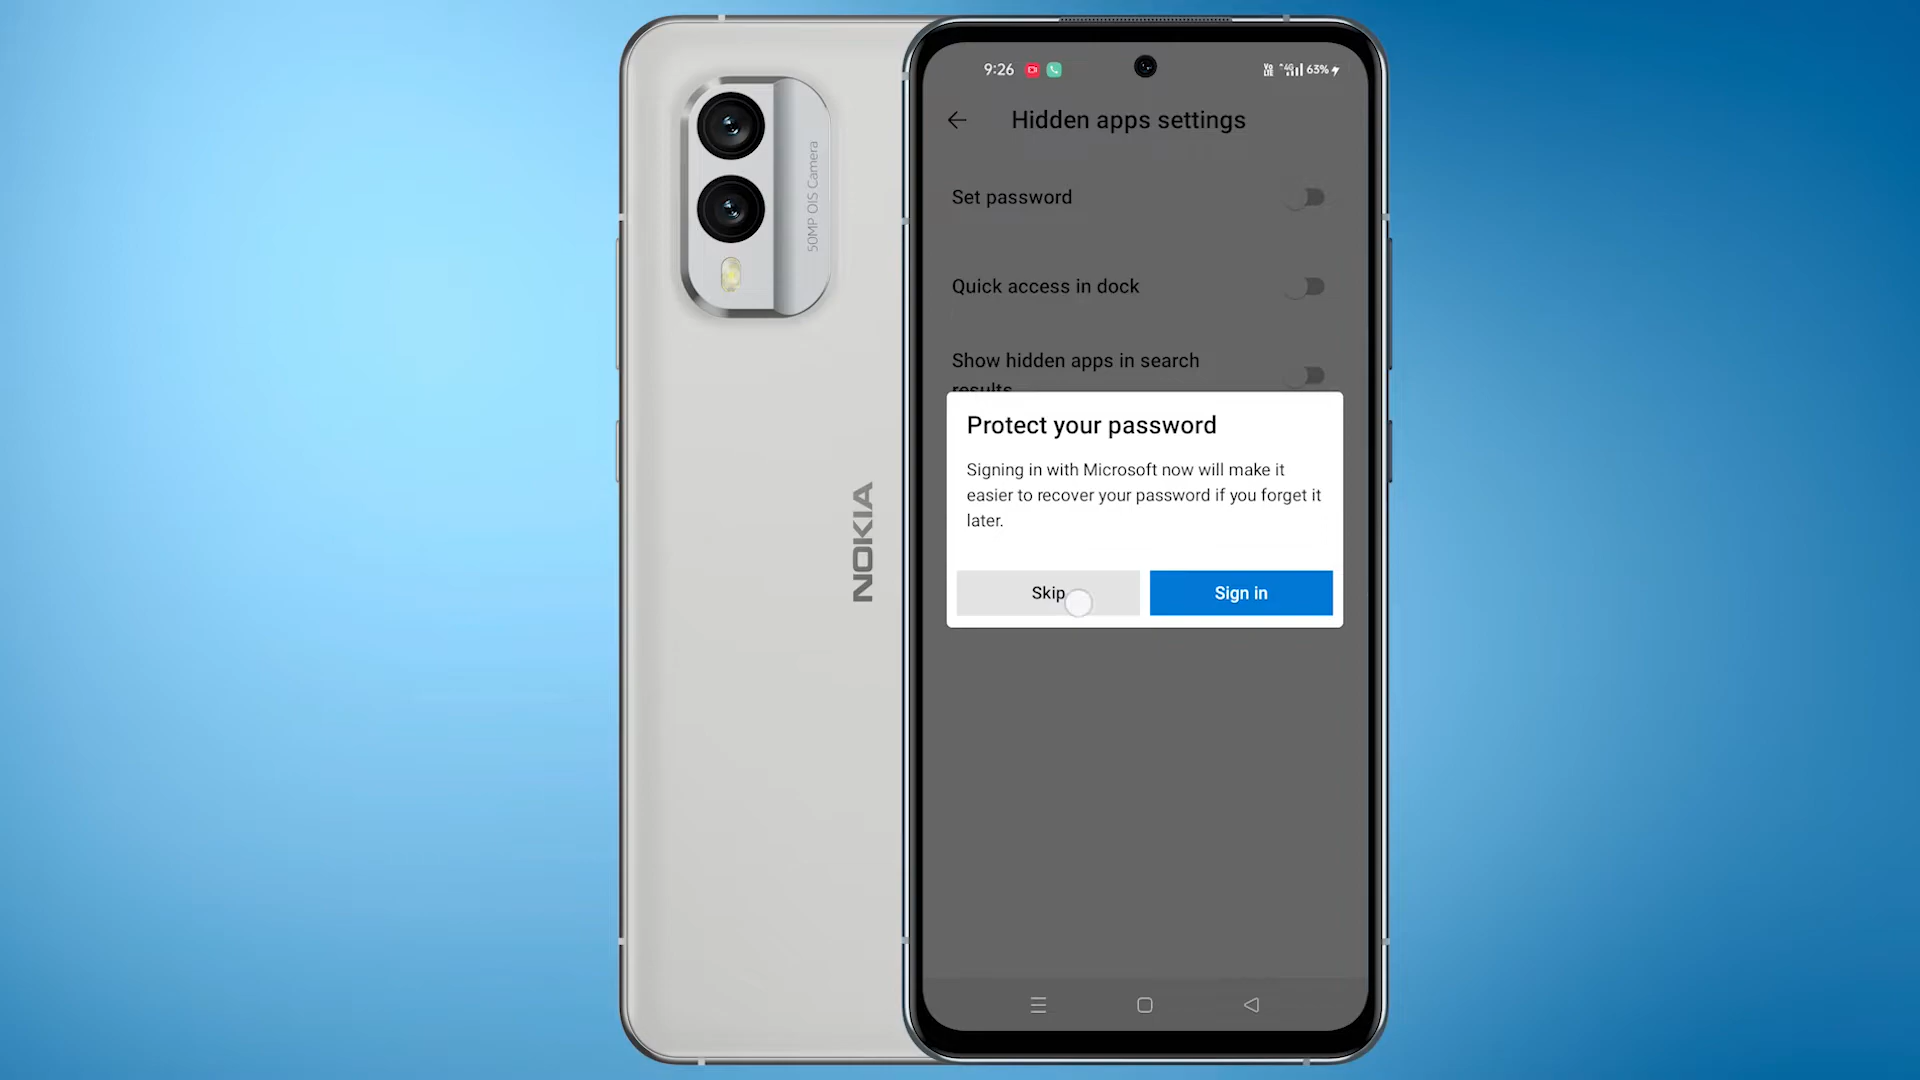 50MP OIS Camera
NOKIA
9:26
4G 63%
Hidden apps settings
Set password
Quick access in dock
Show hidden apps in search
results
Protect your password
Signing in with Microsoft now will make it
easier to recover your password if you forget it
later.
Skip
Sign in